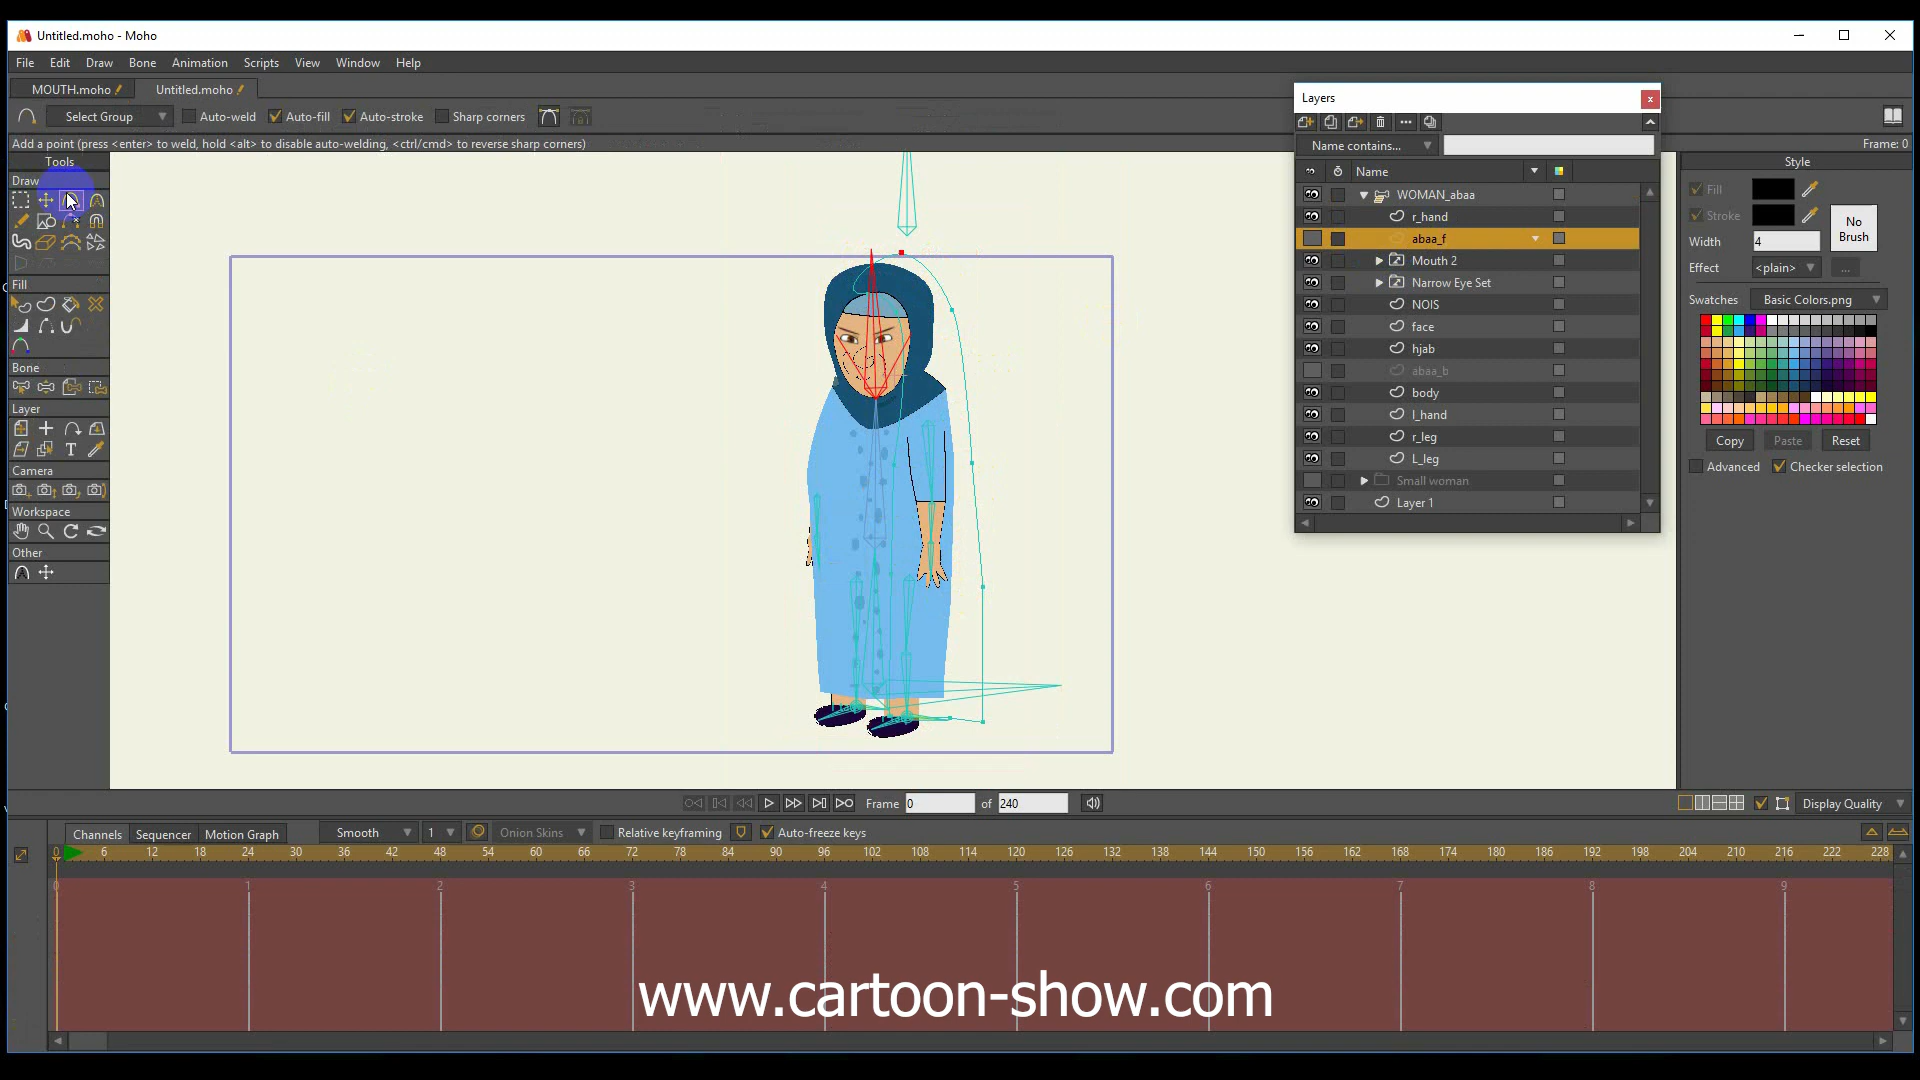 Untitled.moho - Moho
File Edit Draw Bone Animation Scripts View Window Help
MOUTH.moho Untitled.moho
Select Group Auto-weld Auto-fill Auto-stroke Sharp corners
Add a point (press <enter> to weld, hold <alt> to disable auto-welding, <ctrl/cmd> to reverse sharp corners) Frame: 0
Tools
Draw
Fill
Bone
Layer
Camera
Workspace
Other
Layers
Name contains...
Name
WOMAN_abaa
r_hand
abaa_f
Mouth 2
Narrow Eye Set
NOIS
face
hjab
abaa_b
body
l_hand
r_leg
L_leg
Small woman
Layer 1
Style
Fill
Stroke
No Brush
Width 4
Effect <plain> ...
Swatches Basic Colors.png
Copy Paste Reset
Advanced Checker selection
Frame 0 of 240 Display Quality
Channels Sequencer Motion Graph Smooth 1 Onion Skins Relative keyframing Auto-freeze keys
0 6 12 18 24 30 36 42 48 54 60 66 72 78 84 90 96 102 108 114 120 126 132 138 144 150 156 162 168 174 180 186 192 198 204 210 216 222 228
0 1 2 3 4 5 6 7 8 9
www.cartoon-show.com